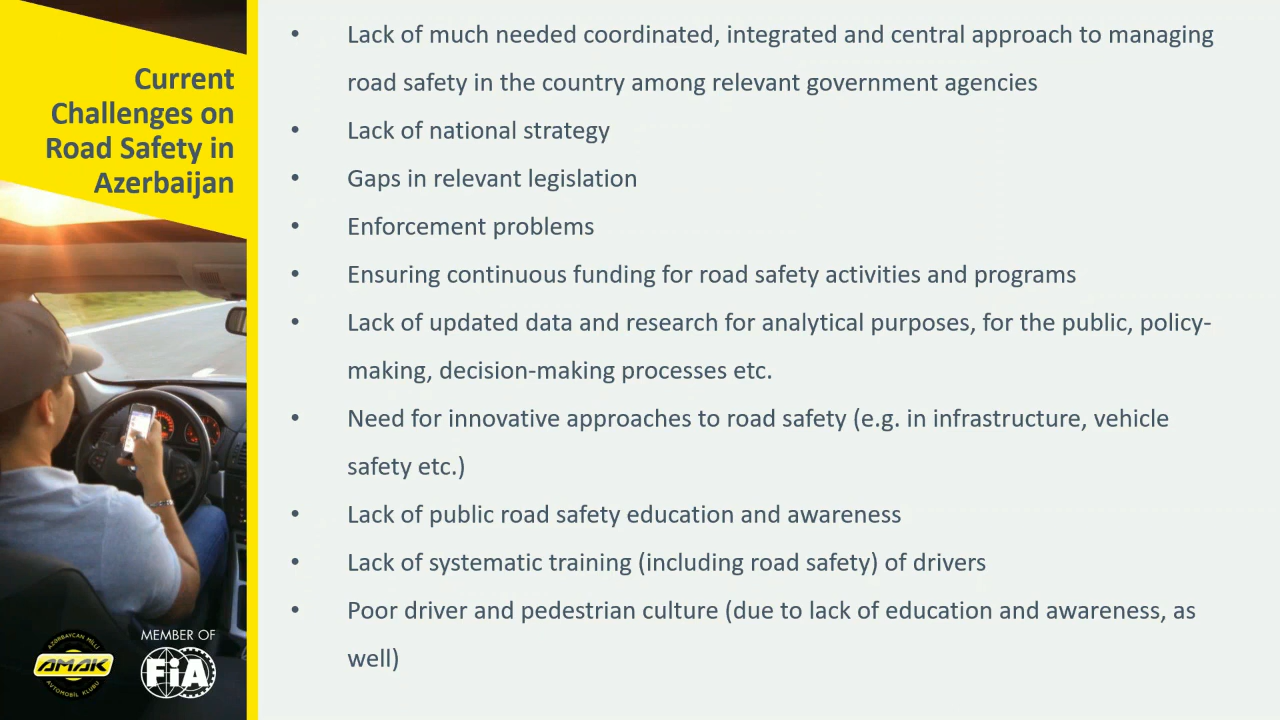 Current
Challenges on
Road Safety in
Azerbaijan
• Lack of much needed coordinated, integrated and central approach to managing
road safety in the country among relevant government agencies
• Lack of national strategy
• Gaps in relevant legislation
• Enforcement problems
• Ensuring continuous funding for road safety activities and programs
• Lack of updated data and research for analytical purposes, for the public, policy-
making, decision-making processes etc.
• Need for innovative approaches to road safety (e.g. in infrastructure, vehicle
safety etc.)
• Lack of public road safety education and awareness
• Lack of systematic training (including road safety) of drivers
• Poor driver and pedestrian culture (due to lack of education and awareness, as
well)
AZƏRBAYCAN MİLLİ
AMAK
AVTOMOBİL KLUBU
MEMBER OF
FiA